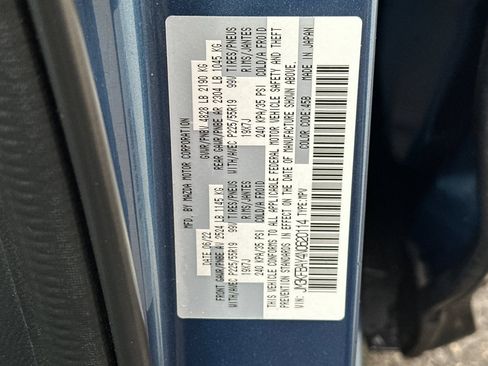 MFD. BY MAZDA MOTOR CORPORATION
DATE: 06/22 GVWR/PNBV 4828 LB 2190 KG
FRONT GAWR/PNBE AV 2524 LB 1145 KG REAR GAWR/PNBE AR 2304 LB 1045 KG
WITH/AVEC P225/55R19 99V TIRES/PNEUS WITH/AVEC P225/55R19 99V TIRES/PNEUS
19X7J RIMS/JANTES 19X7J RIMS/JANTES
240 KPA/35 PSI COLD/A FROID 240 KPA/35 PSI COLD/A FROID
THIS VEHICLE CONFORMS TO ALL APPLICABLE FEDERAL MOTOR VEHICLE SAFETY AND THEFT
PREVENTION STANDARDS IN EFFECT ON THE DATE OF MANUFACTURE SHOWN ABOVE.
VIN: JM3KFBAY4N0620114 TYPE:MPV COLOR CODE:45B MADE IN JAPAN